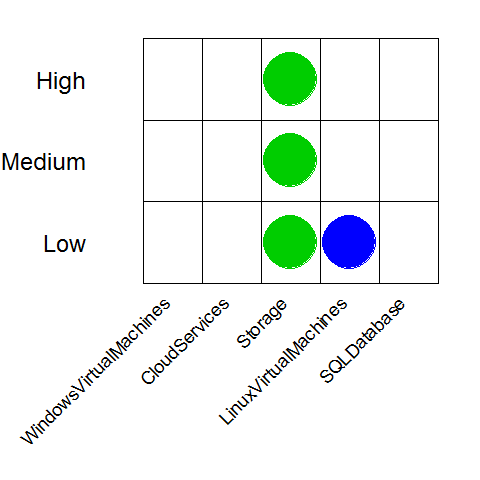 High
Medium
Low
WindowsVirtualMachines
CloudServices
Storage
LinuxVirtualMachines
SQLDatabase